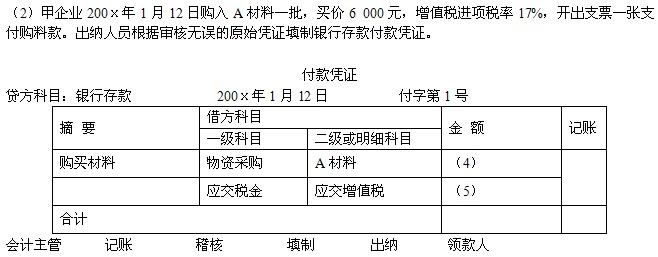 （2）甲企业 200x 年 1 月 12 日购入 A 材料一批，买价 6 000 元，增值税进项税率 17%，开出支票一张支
付购料款。出纳人员根据审核无误的原始凭证填制银行存款付款凭证。
付款凭证
贷方科目：银行存款 200x 年 1 月 12 日 付字第 1 号
摘 要 借方科目 金 额 记账
一级科目 二级或明细科目
购买材料 物资采购 A 材料 （4）
应交税金 应交增值税 （5）
合计
会计主管 记账 稽核 填制 出纳 领款人